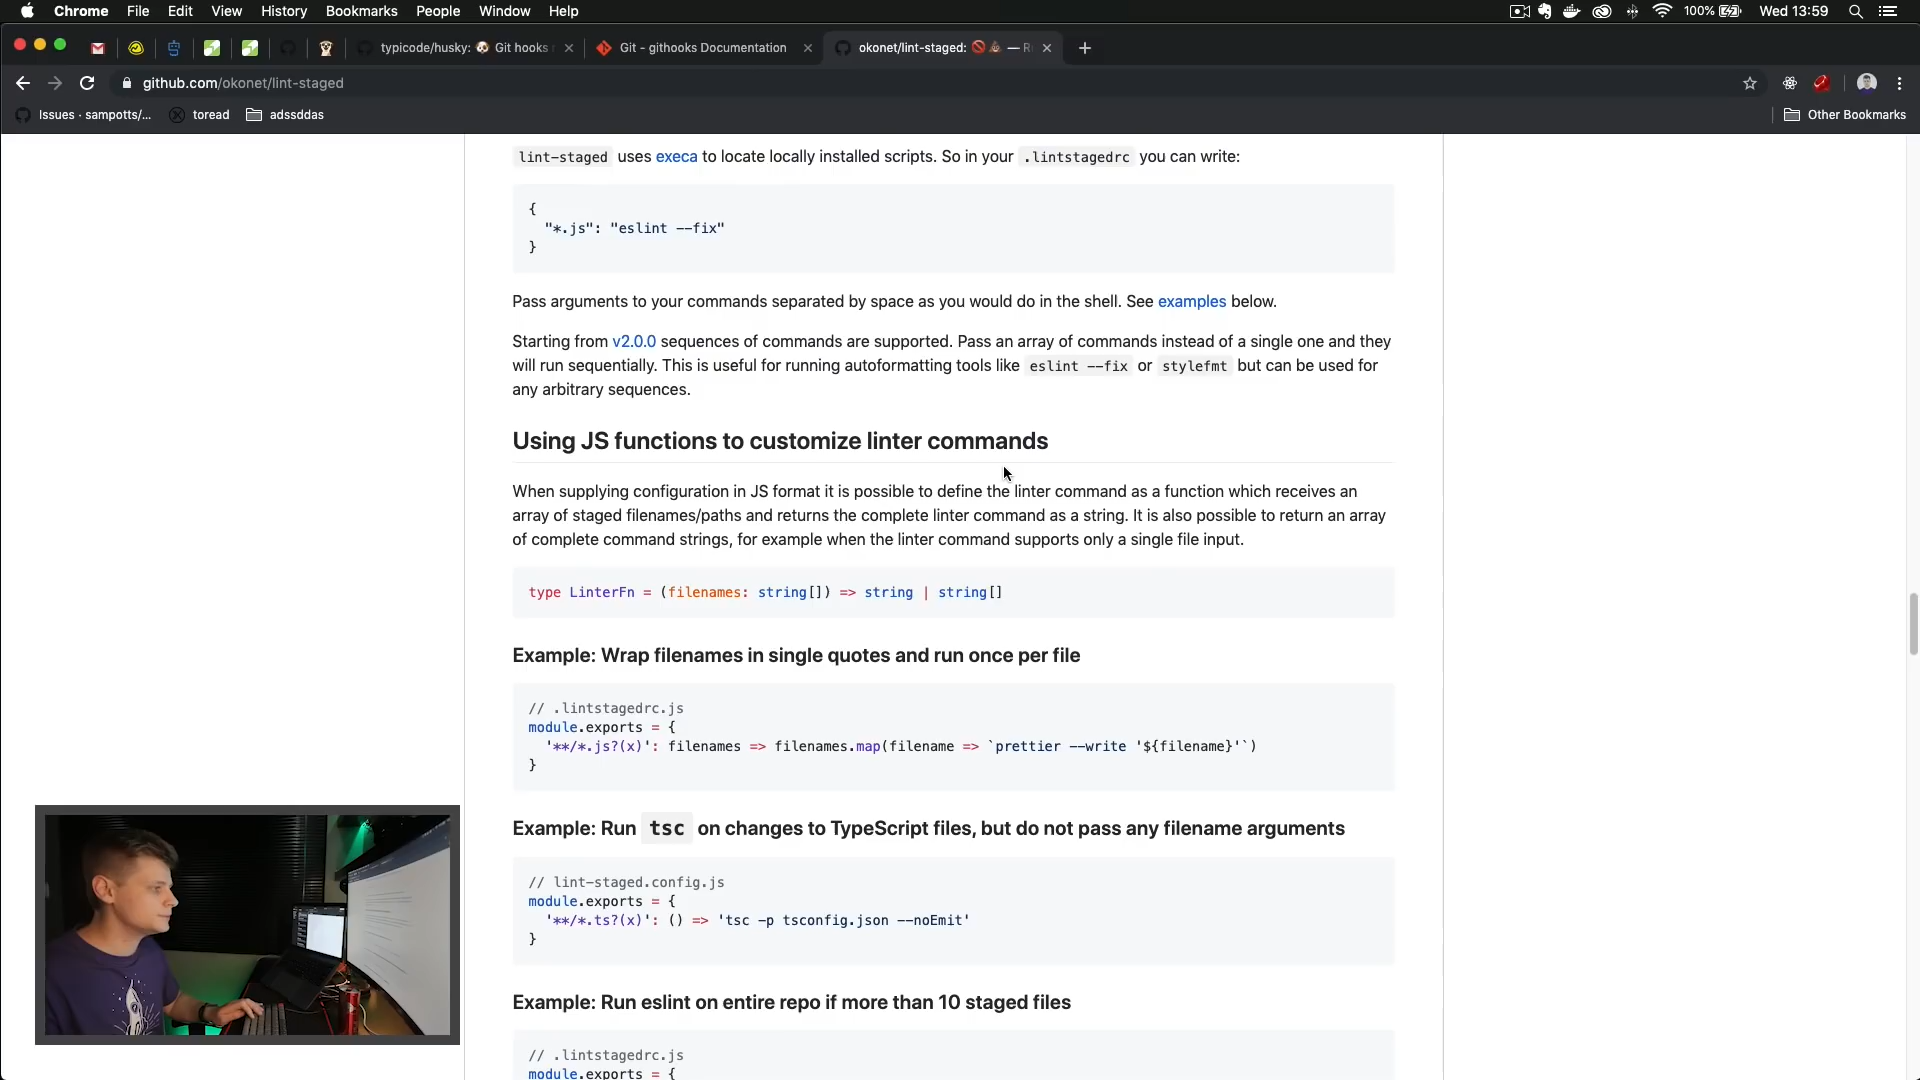 Chrome File Edit View History Bookmarks People Window Help 100% Wed 13:59
typicode/husky: 🐶 Git hooks Git - githooks Documentation okonet/lint-staged: 🚫💩 —
github.com/okonet/lint-staged
Issues · sampotts/... toread adssddas Other Bookmarks
lint-staged uses execa to locate locally installed scripts. So in your .lintstagedrc you can write:
{
"*.js": "eslint --fix"
}
Pass arguments to your commands separated by space as you would do in the shell. See examples below.
Starting from v2.0.0 sequences of commands are supported. Pass an array of commands instead of a single one and they
will run sequentially. This is useful for running autoformatting tools like eslint --fix or stylefmt but can be used for
any arbitrary sequences.
Using JS functions to customize linter commands
When supplying configuration in JS format it is possible to define the linter command as a function which receives an
array of staged filenames/paths and returns the complete linter command as a string. It is also possible to return an array
of complete command strings, for example when the linter command supports only a single file input.
type LinterFn = (filenames: string[]) => string | string[]
Example: Wrap filenames in single quotes and run once per file
// .lintstagedrc.js
module.exports = {
'**/*.js?(x)': filenames => filenames.map(filename => `prettier --write '${filename}'`)
}
Example: Run tsc on changes to TypeScript files, but do not pass any filename arguments
// lint-staged.config.js
module.exports = {
'**/*.ts?(x)': () => 'tsc -p tsconfig.json --noEmit'
}
Example: Run eslint on entire repo if more than 10 staged files
// .lintstagedrc.js
module.exports = {